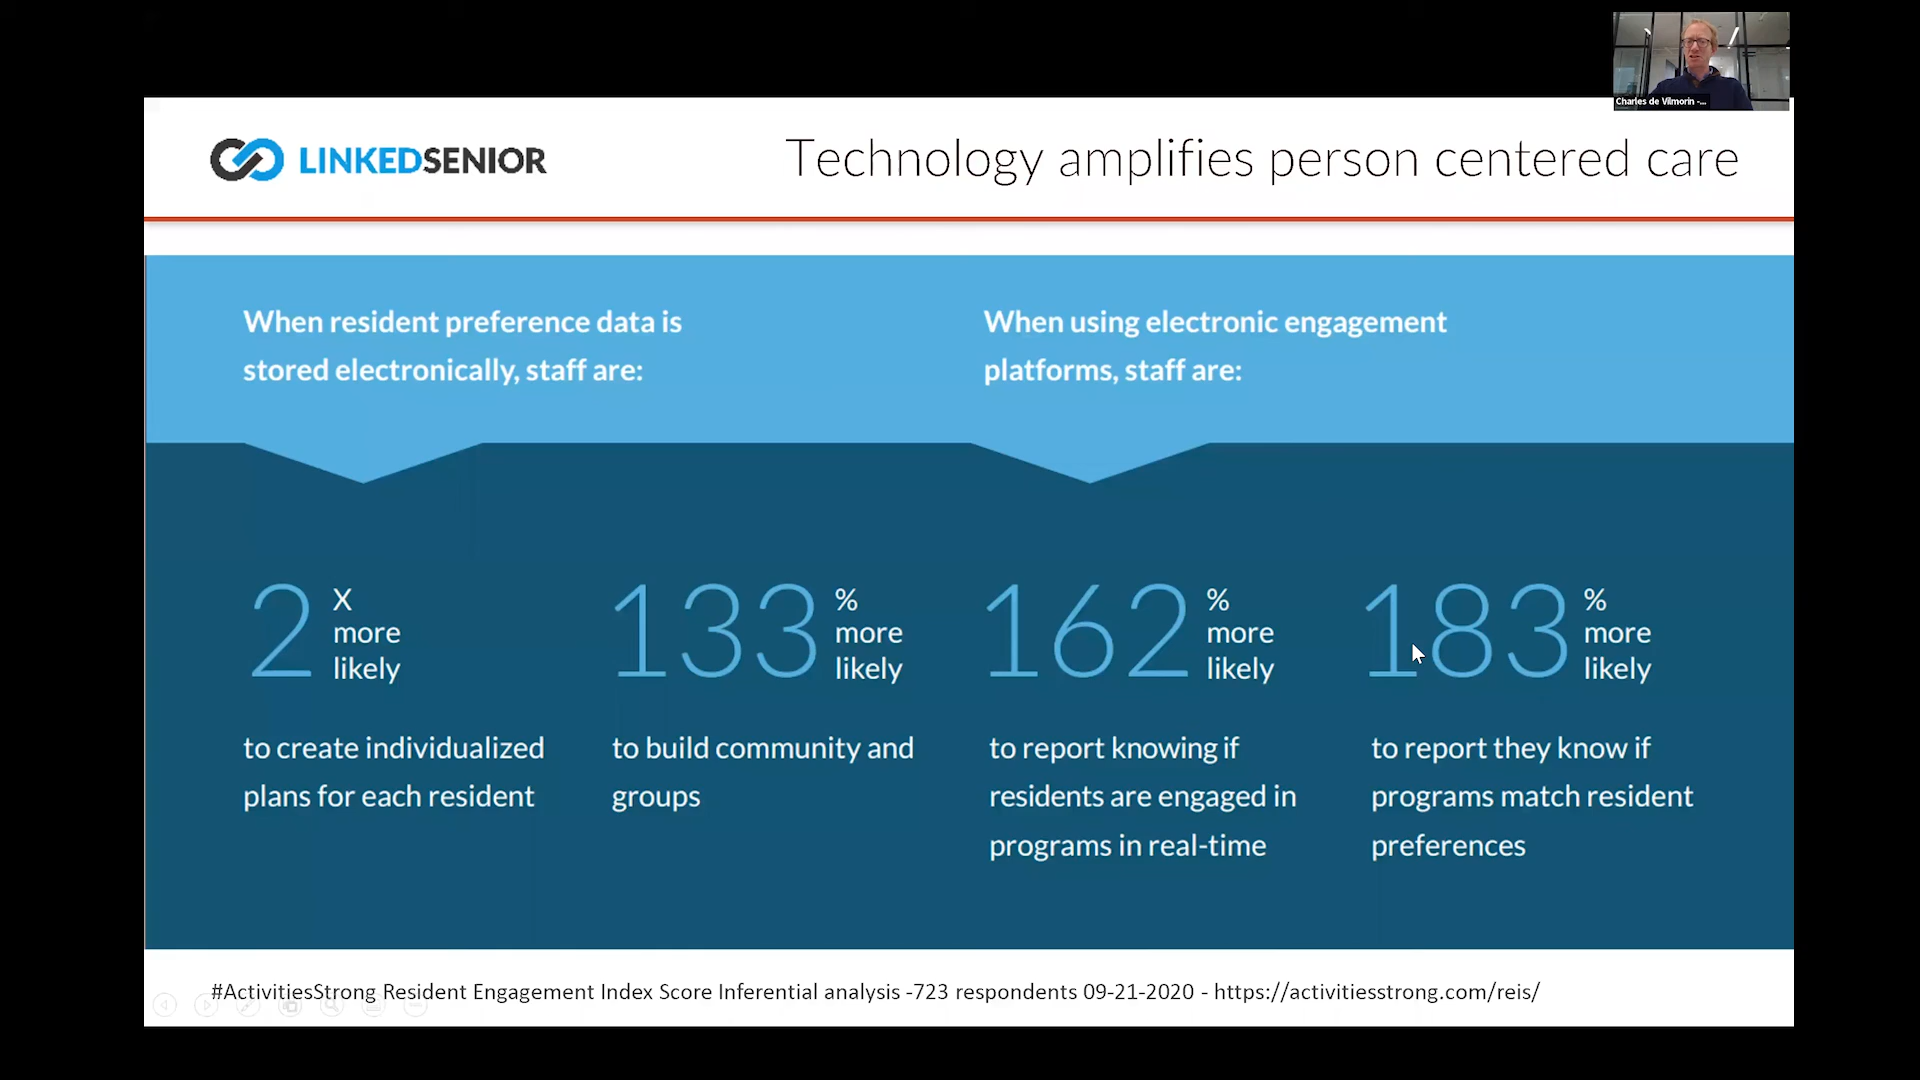 Charles de Vilmorin -...
LINKEDSENIOR
Technology amplifies person centered care
When resident preference data is
stored electronically, staff are:
When using electronic engagement
platforms, staff are:
2 X
more
likely
to create individualized
plans for each resident
133 %
more
likely
to build community and
groups
162 %
more
likely
to report knowing if
residents are engaged in
programs in real-time
183 %
more
likely
to report they know if
programs match resident
preferences
#ActivitiesStrong Resident Engagement Index Score Inferential analysis -723 respondents 09-21-2020 - https://activitiesstrong.com/reis/